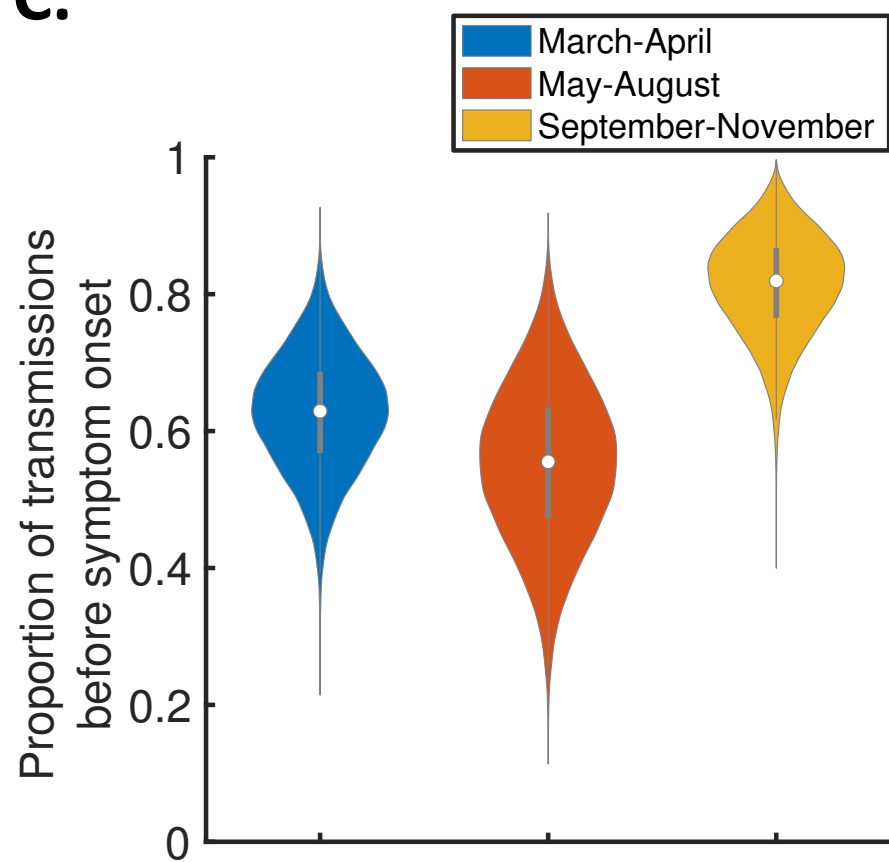 C.
March-April
May-August
September-November
Proportion of transmissions
before symptom onset
1
0.8
0.6
0.4
0.2
0